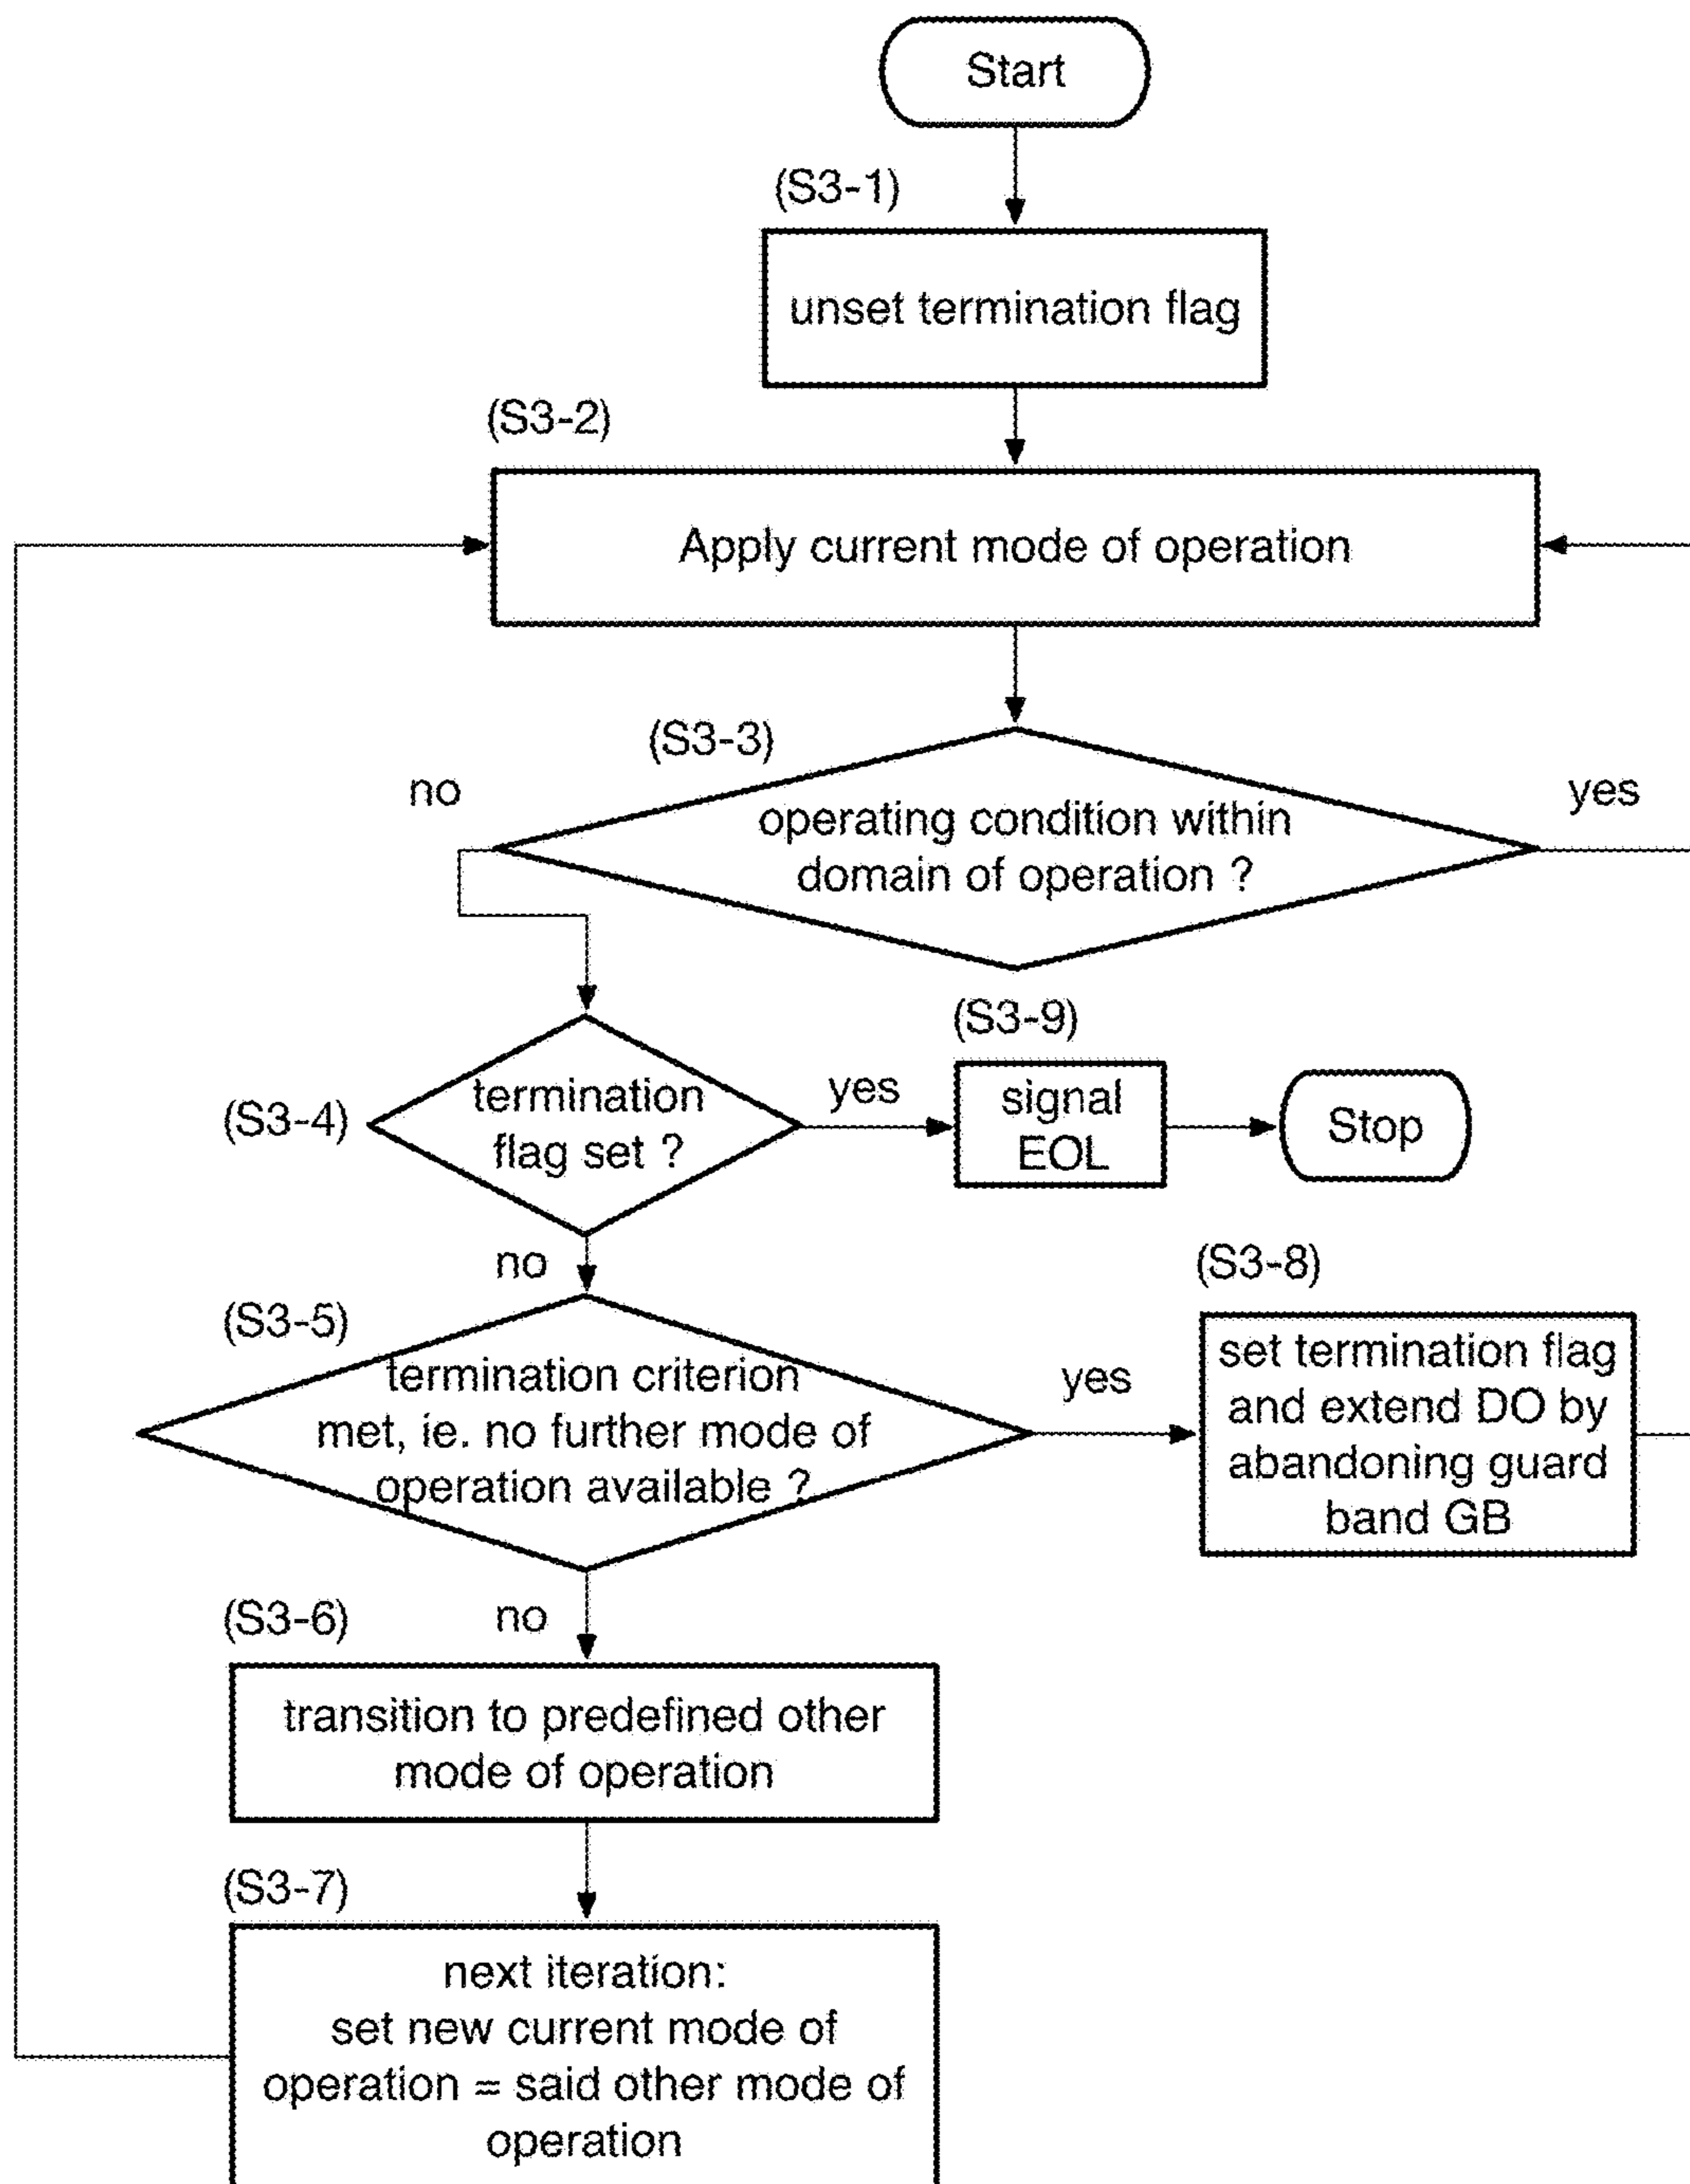 Start
(S3-1)
unset termination flag
(S3-2)
Apply current mode of operation
(S3-3)
no
yes
operating condition within
domain of operation ?
(S3-4)
termination
flag set ?
yes
(S3-9)
signal
EOL
Stop
no
(S3-5)
termination criterion
met, ie. no further mode of
operation available ?
yes
(S3-8)
set termination flag
and extend DO by
abandoning guard
band GB
(S3-6)
no
transition to predefined other
mode of operation
(S3-7)
next iteration:
set new current mode of
operation = said other mode of
operation